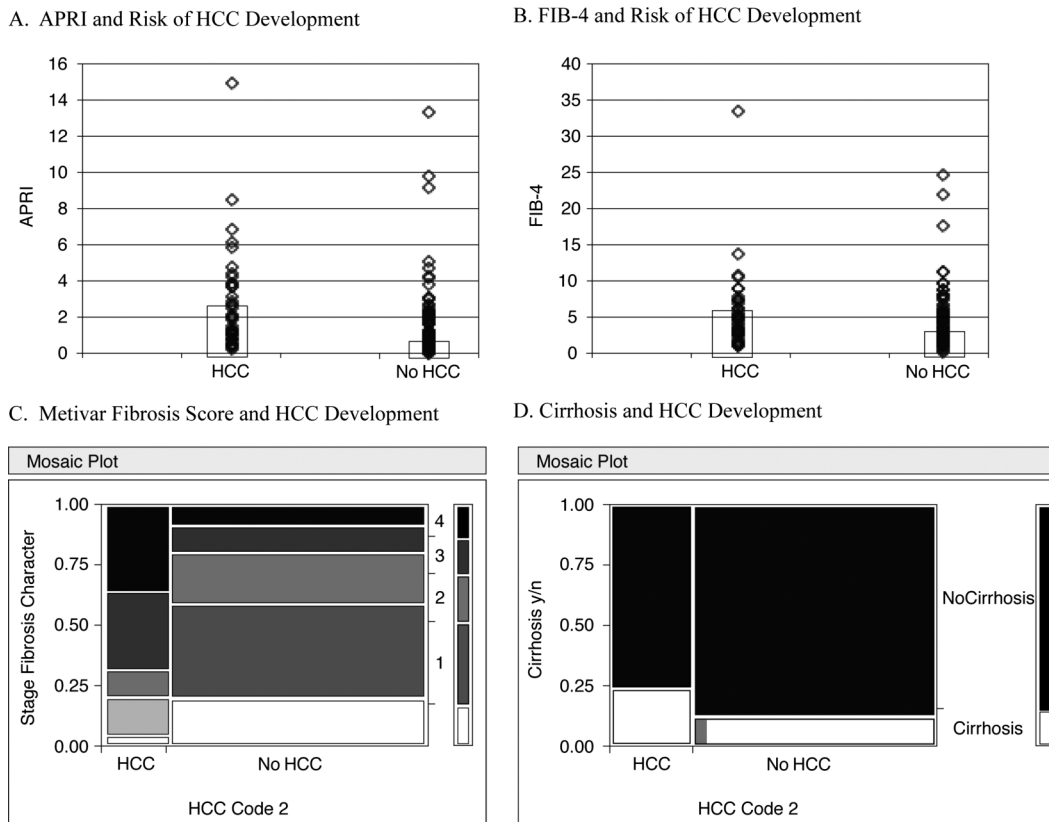 A. APRI and Risk of HCC Development
16
14
12
10
8
6
4
2
0
APRI
HCC
No HCC
B. FIB-4 and Risk of HCC Development
40
35
30
25
20
15
10
5
0
FIB-4
HCC
No HCC
C. Metivar Fibrosis Score and HCC Development
Mosaic Plot
1.00
0.75
0.50
0.25
0.00
Stage Fibrosis Character
4
3
2
1
HCC
No HCC
HCC Code 2
D. Cirrhosis and HCC Development
Mosaic Plot
1.00
0.75
0.50
0.25
0.00
Cirrhosis y/n
NoCirrhosis
Cirrhosis
HCC
No HCC
HCC Code 2